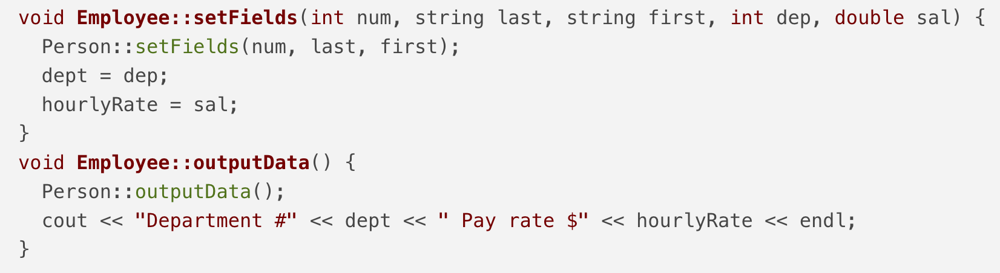 void Employee::setFields(int num, string last, string first, int dep, double sal) {
  Person::setFields(num, last, first);
  dept = dep;
  hourlyRate = sal;
}
void Employee::outputData() {
  Person::outputData();
  cout << "Department #" << dept << " Pay rate $" << hourlyRate << endl;
}